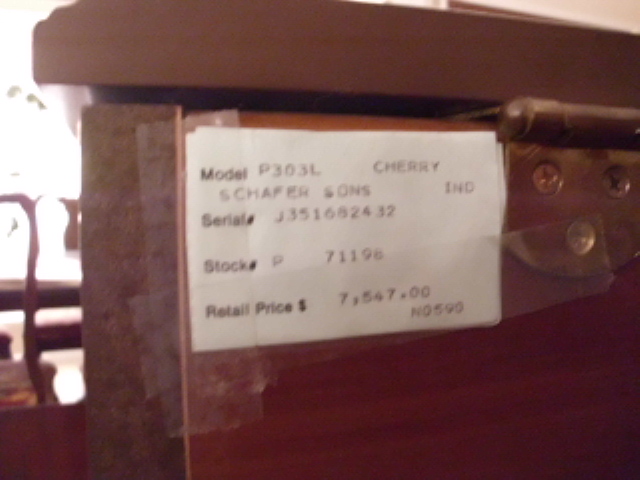 Model P303L CHERRY
SCHAFER SONS IND
Serial# J351682432
Stock# P 71198
Retail Price $ 7,547.00
N0590